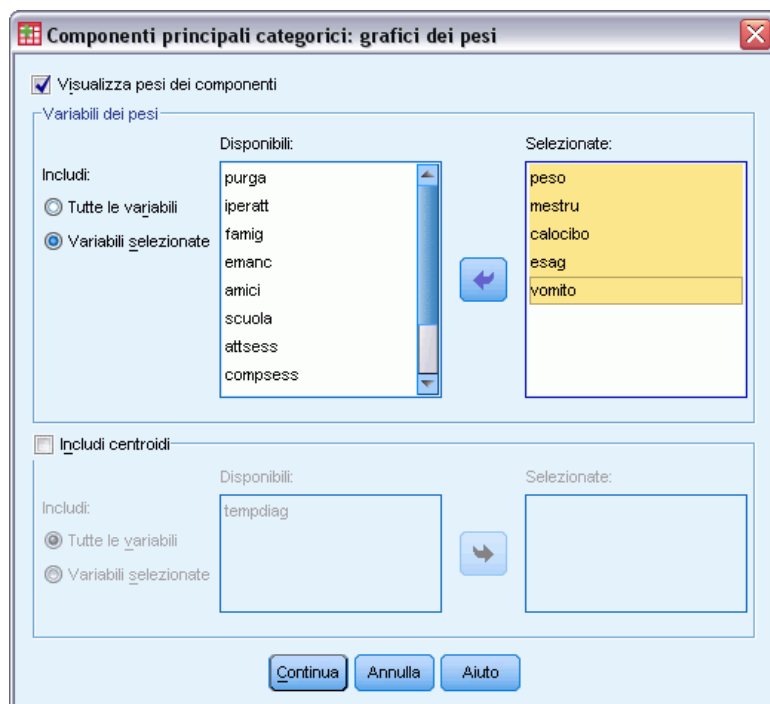 Componenti principali categorici: grafici dei pesi
Visualizza pesi dei componenti
Variabili dei pesi
Includi:
Tutte le variabili
Variabili selezionate
Disponibili:
purga
iperatt
famig
emanc
amici
scuola
attsess
compsess
Selezionate:
peso
mestru
calocibo
esag
vomito
Includi centroidi
Includi:
Tutte le variabili
Variabili selezionate
Disponibili:
tempdiag
Selezionate:
Continua
Annulla
Aiuto